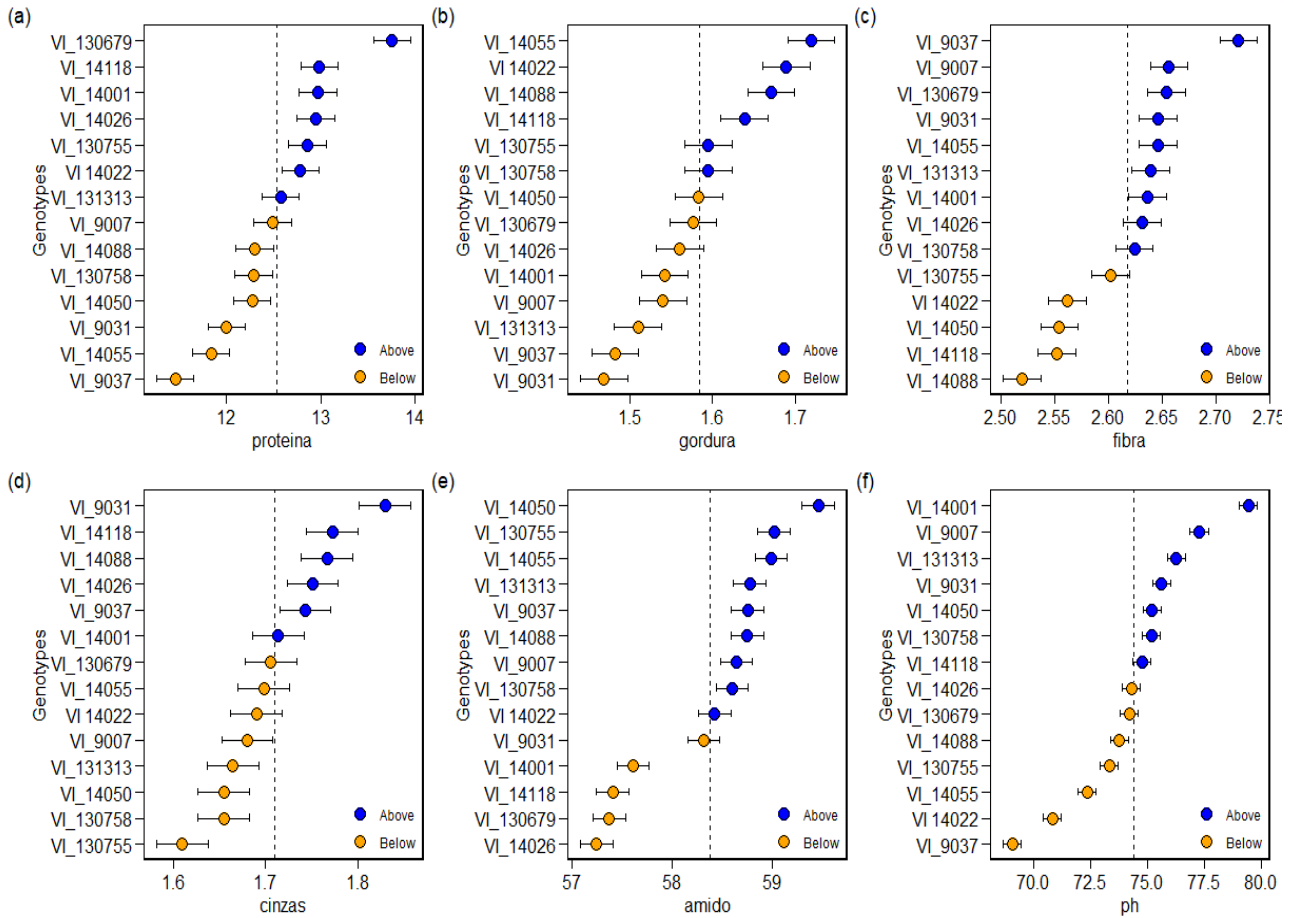 (a)
Genotypes
VI_130679
VI_14118
VI_14001
VI_14026
VI_130755
VI 14022
VI_131313
VI_9007
VI_14088
VI_130758
VI_14050
VI_9031
VI_14055
VI_9037
Above
Below
12 13 14
proteina
(b)
Genotypes
VI_14055
VI 14022
VI_14088
VI_14118
VI_130755
VI_130758
VI_14050
VI_130679
VI_14026
VI_14001
VI_9007
VI_131313
VI_9037
VI_9031
Above
Below
1.5 1.6 1.7
gordura
(c)
Genotypes
VI_9037
VI_9007
VI_130679
VI_9031
VI_14055
VI_131313
VI_14001
VI_14026
VI_130758
VI_130755
VI 14022
VI_14050
VI_14118
VI_14088
Above
Below
2.50 2.55 2.60 2.65 2.70 2.75
fibra
(d)
Genotypes
VI_9031
VI_14118
VI_14088
VI_14026
VI_9037
VI_14001
VI_130679
VI_14055
VI 14022
VI_9007
VI_131313
VI_14050
VI_130758
VI_130755
Above
Below
1.6 1.7 1.8
cinzas
(e)
Genotypes
VI_14050
VI_130755
VI_14055
VI_131313
VI_9037
VI_14088
VI_9007
VI_130758
VI 14022
VI_9031
VI_14001
VI_14118
VI_130679
VI_14026
Above
Below
57 58 59
amido
(f)
Genotypes
VI_14001
VI_9007
VI_131313
VI_9031
VI_14050
VI_130758
VI_14118
VI_14026
VI_130679
VI_14088
VI_130755
VI_14055
VI 14022
VI_9037
Above
Below
70.0 72.5 75.0 77.5 80.0
ph